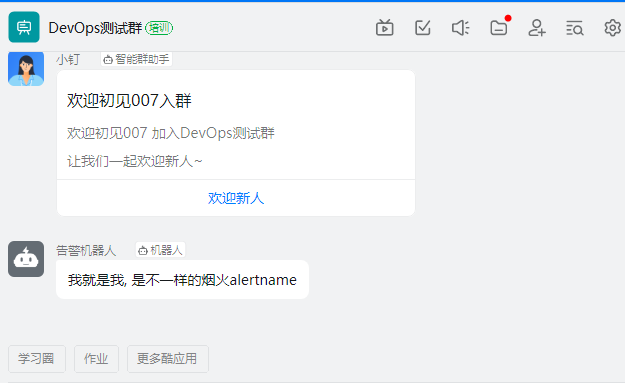 DevOps测试群 培训
小钉 智能群助手
欢迎初见007入群
欢迎初见007 加入DevOps测试群
让我们一起欢迎新人~
欢迎新人
告警机器人 机器人
我就是我, 是不一样的烟火alertname
学习圈 作业 更多酷应用